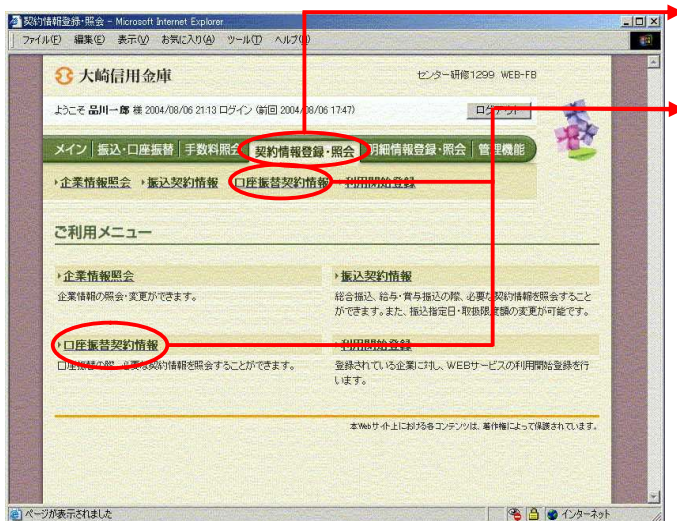 契約情報登録・照会 - Microsoft Internet Explorer
ファイル(F) 編集(E) 表示(V) お気に入り(A) ツール(T) ヘルプ(H)
大崎信用金庫
センター研修1299 WEB-FB
ようこそ 品川一郎 様 2004/08/06 21:13 ログイン (前回 2004/08/06 17:47)
ログアウト
メイン 振込・口座振替 手数料照会 契約情報登録・照会 明細情報登録・照会 管理機能
企業情報照会 振込契約情報 口座振替契約情報 利用開始登録
ご利用メニュー
企業情報照会
企業情報の照会・変更ができます。
振込契約情報
総合振込、給与・賞与振込の際、必要な契約情報を照会すること
ができます。また、振込指定日・取扱限度額の変更が可能です。
口座振替契約情報
口座振替の際、必要な契約情報を照会することができます。
利用開始登録
登録されている企業に対し、WEBサービスの利用開始登録を行
います。
本Webサイト上における各コンテンツは、著作権によって保護されています。
ページが表示されました
インターネット